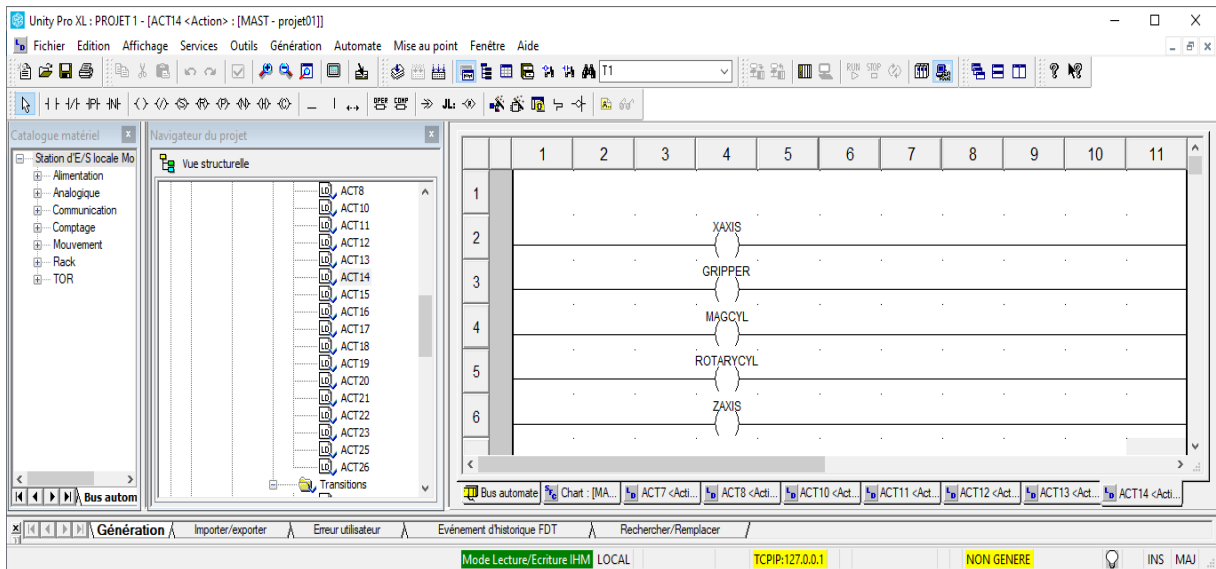 Unity Pro XL : PROJET 1 - [ACT14 <Action> : [MAST - projet01]]
Fichier Edition Affichage Services Outils Génération Automate Mise au point Fenêtre Aide
T1
RUN STOP
OPER COMP
JL:
Catalogue matériel
Station d'E/S locale Mo
Alimentation
Analogique
Communication
Comptage
Mouvement
Rack
TOR
Bus autom
Navigateur du projet
Vue structurelle
ACT8
ACT10
ACT11
ACT12
ACT13
ACT14
ACT15
ACT16
ACT17
ACT18
ACT19
ACT20
ACT21
ACT22
ACT23
ACT25
ACT26
Transitions
1 2 3 4 5 6 7 8 9 10 11
1
2
3
4
5
6
XAXIS
GRIPPER
MAGCYL
ROTARYCYL
ZAXIS
Bus automate Chart : [MA... ACT7 <Acti... ACT8 <Acti... ACT10 <Act... ACT11 <Act... ACT12 <Act... ACT13 <Act... ACT14 <Acti...
Génération Importer/exporter Erreur utilisateur Evénement d'historique FDT Rechercher/Remplacer
Mode Lecture/Ecriture IHM LOCAL TCPIP:127.0.0.1 NON GENERE INS MAJ